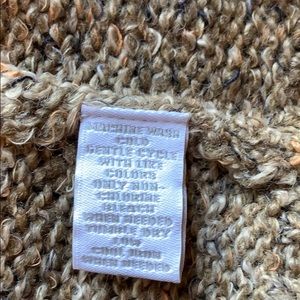 MACHINE WASH
COLD
GENTLE CYCLE
WITH LIKE
COLORS
ONLY NON-
CHLORINE
BLEACH
WHEN NEEDED
TUMBLE DRY
LOW
COOL IRON
WHEN NEEDED